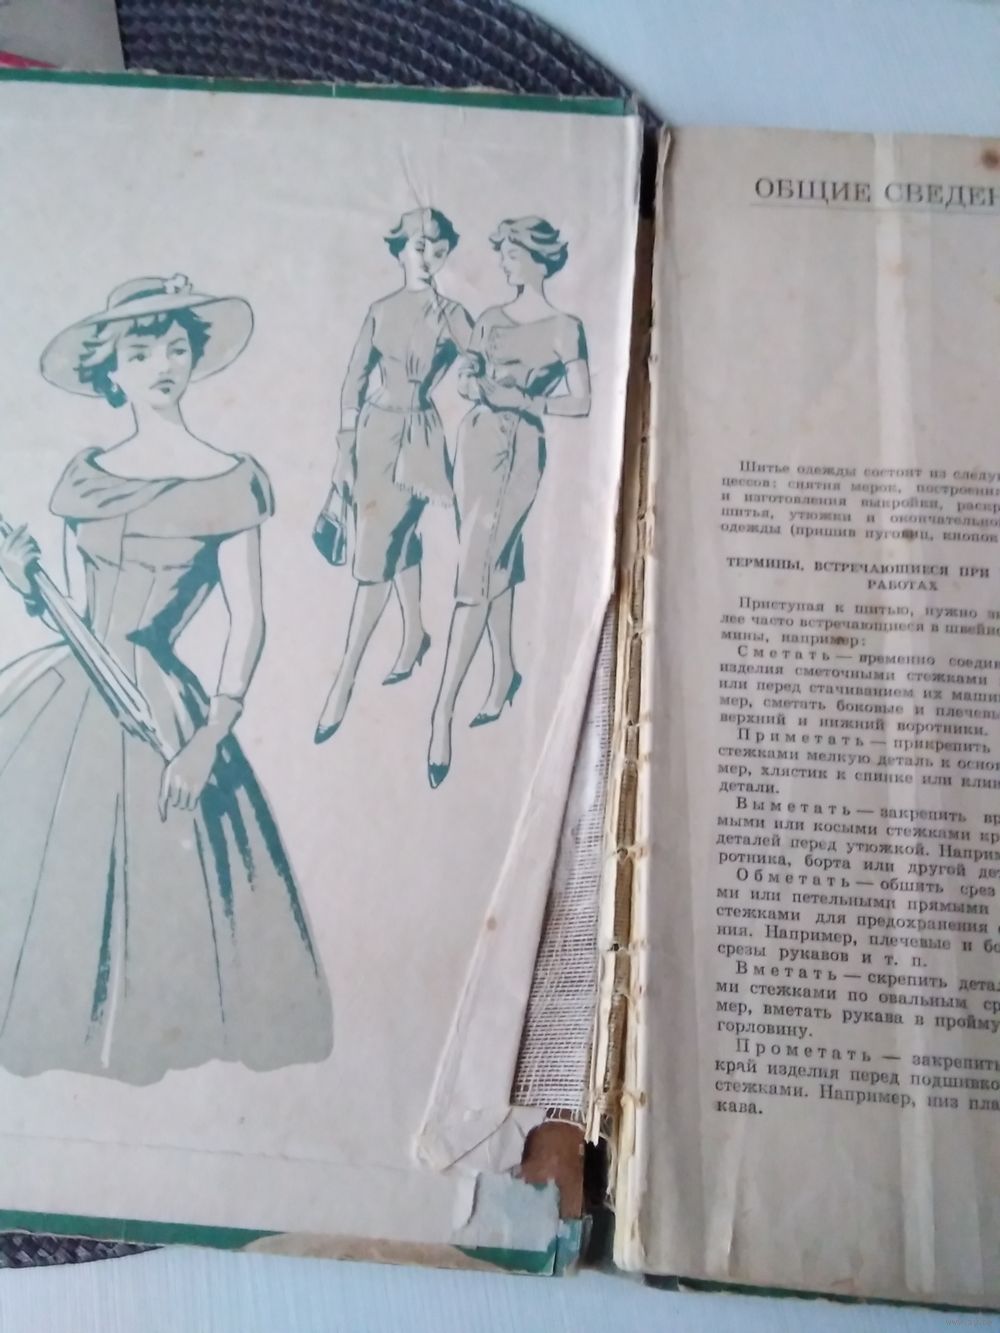 ОБЩИЕ СВЕДЕН
Шитье одежды состоит из следу
цессов: снятия мерок, построени
и изготовления выкройки, раскр
шитья, утюжки и окончательно
одежды (пришив пуговиц, кнопок
ТЕРМИНЫ, ВСТРЕЧАЮЩИЕСЯ ПРИ
РАБОТАХ
Приступая к шитью, нужно зн
лее часто встречающиеся в швейно
мины, например:
Сметать — временно соедин
изделия сметочными стежками
или перед стачиванием их маши
мер, сметать боковые и плечевы
верхний и нижний воротники.
Приметать — прикрепить
стежками мелкую деталь к основ
мер, хлястик к спинке или клин
детали.
Выметать — закрепить вр
мыми или косыми стежками кр
деталей перед утюжкой. Наприм
ротника, борта или другой дет
Обметать — обшить срез
ми или петельными прямыми
стежками для предохранения
ния. Например, плечевые и бо
срезы рукавов и т. п.
Вметать — скрепить детал
ми стежками по овальным ср
мер, вметать рукава в пройму
горловину.
Прометать — закрепить
край изделия перед подшивко
стежками. Например, низ пла
кава.